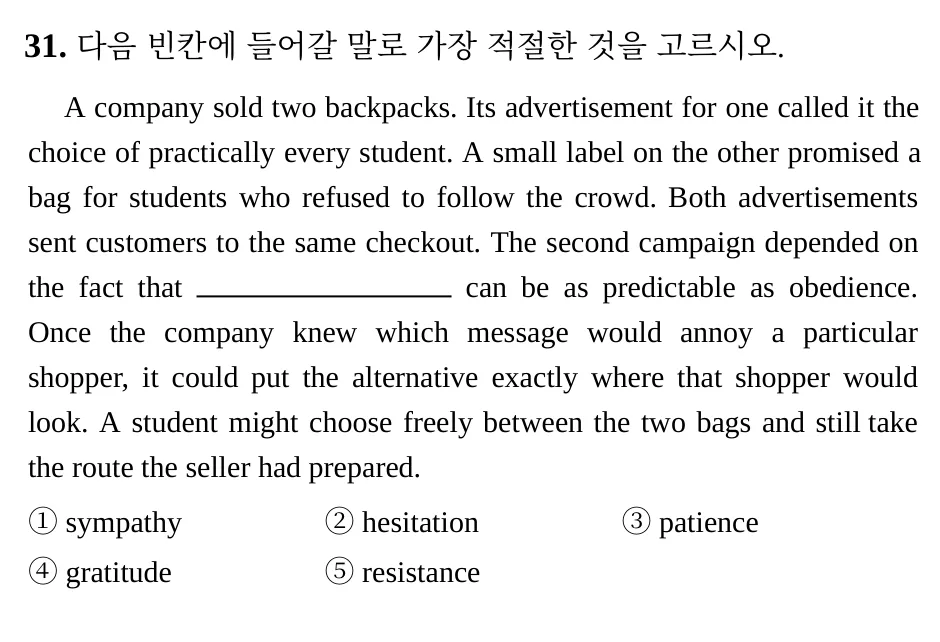 31. 다음 빈칸에 들어갈 말로 가장 적절한 것을 고르시오.
A company sold two backpacks. Its advertisement for one called it the
choice of practically every student. A small label on the other promised a
bag for students who refused to follow the crowd. Both advertisements
sent customers to the same checkout. The second campaign depended on
the fact that ________________ can be as predictable as obedience.
Once the company knew which message would annoy a particular
shopper, it could put the alternative exactly where that shopper would
look. A student might choose freely between the two bags and still take
the route the seller had prepared.
① sympathy ② hesitation ③ patience
④ gratitude ⑤ resistance